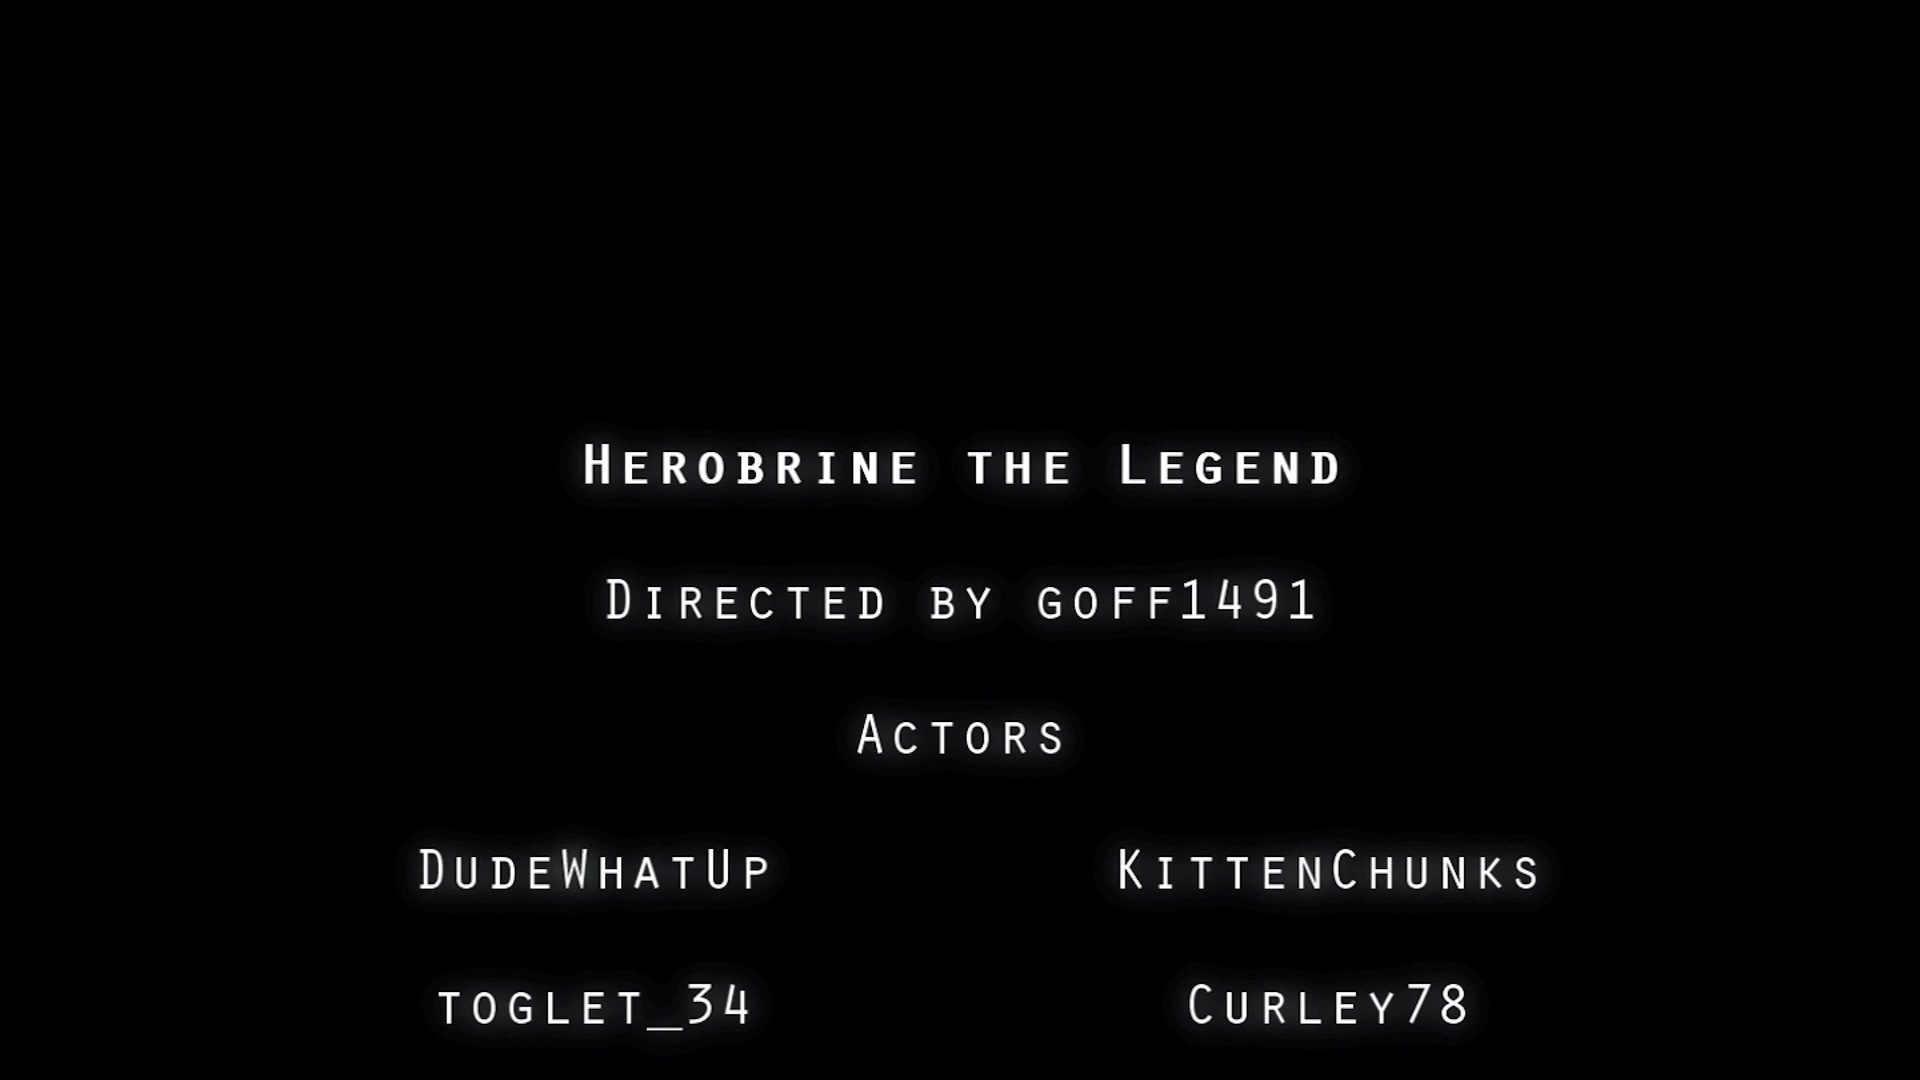 Herobrine the Legend
Directed by goff1491
Actors
DudeWhatUp KittenChunks
toglet_34 Curley78